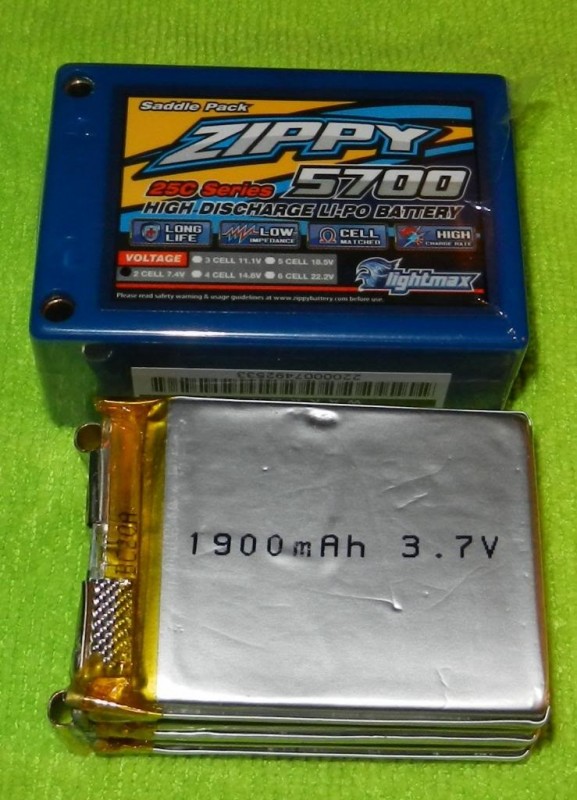 Saddle Pack
ZIPPY
25C Series 5700
HIGH DISCHARGE LI-PO BATTERY
LONG LIFE LOW IMPEDANCE CELL MATCHED HIGH CHARGE RATE
VOLTAGE 3 CELL 11.1V 5 CELL 18.5V
2 CELL 7.4V 4 CELL 14.8V 6 CELL 22.2V
flightmax
Please read safety warning & usage guidelines at www.zippybattery.com before use.
2200007492533
1900mAh 3.7V